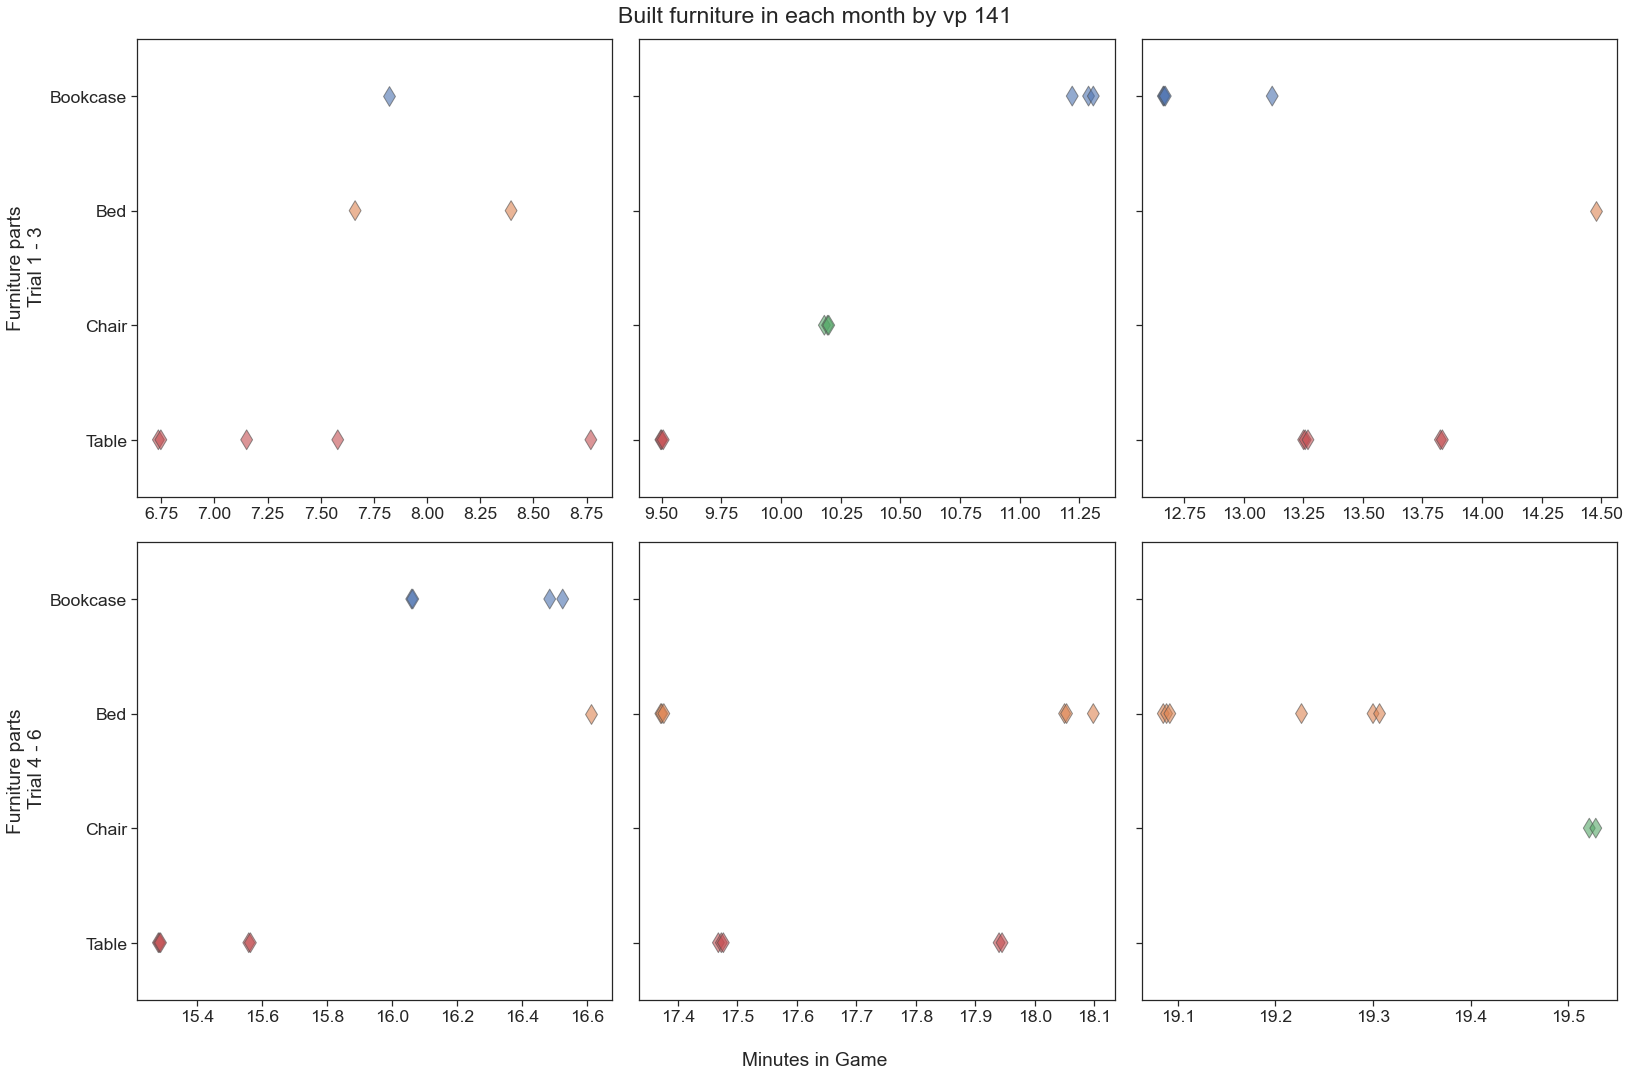 Built furniture in each month by vp 141
Furniture parts
Trial 1 - 3
Bookcase
Bed
Chair
Table
6.75 7.00 7.25 7.50 7.75 8.00 8.25 8.50 8.75
9.50 9.75 10.00 10.25 10.50 10.75 11.00 11.25
12.75 13.00 13.25 13.50 13.75 14.00 14.25 14.50
Furniture parts
Trial 4 - 6
Bookcase
Bed
Chair
Table
15.4 15.6 15.8 16.0 16.2 16.4 16.6
17.4 17.5 17.6 17.7 17.8 17.9 18.0 18.1
19.1 19.2 19.3 19.4 19.5
Minutes in Game